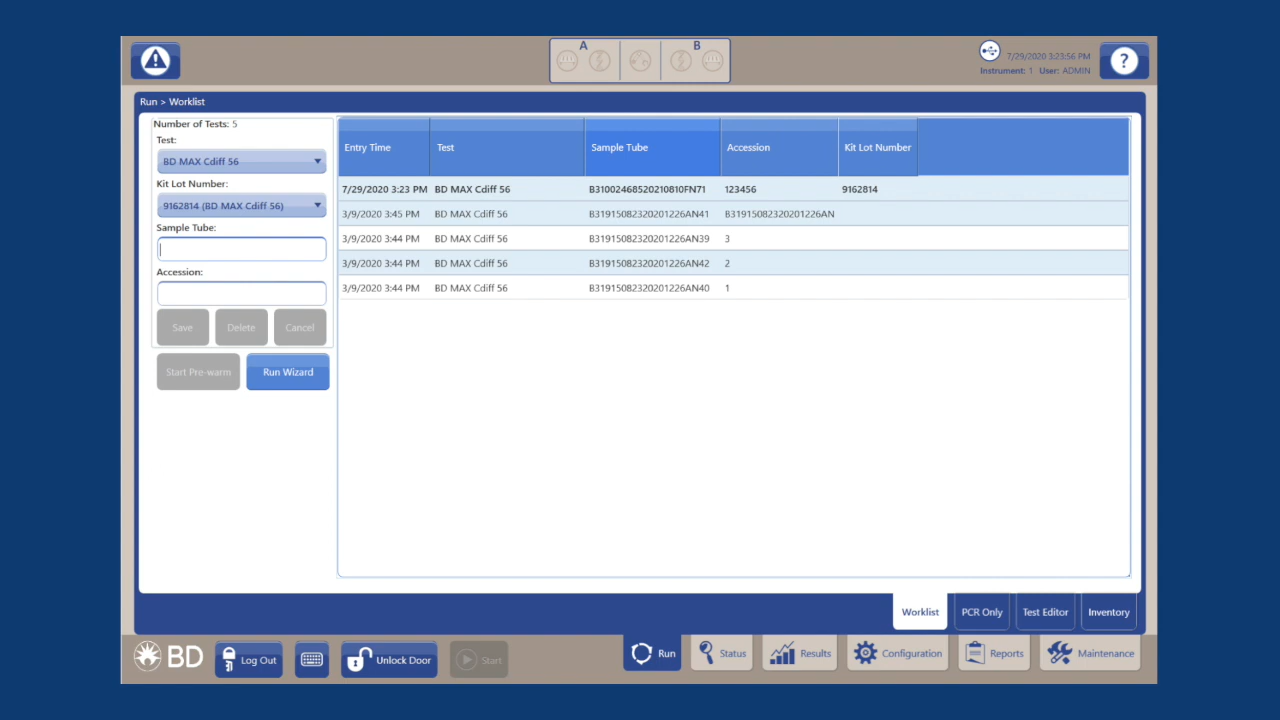 A
B
7/29/2020 3:23:56 PM
Instrument: 1 User: ADMIN
?
Run > Worklist
Number of Tests: 5
Test:
BD MAX Cdiff 56
Kit Lot Number:
9162814 (BD MAX Cdiff 56)
Sample Tube:
Accession:
Save Delete Cancel
Start Pre-warm Run Wizard
Entry Time Test Sample Tube Accession Kit Lot Number
7/29/2020 3:23 PM BD MAX Cdiff 56 B31002468520210810FN71 123456 9162814
3/9/2020 3:45 PM BD MAX Cdiff 56 B31915082320201226AN41 B31915082320201226AN
3/9/2020 3:44 PM BD MAX Cdiff 56 B31915082320201226AN39 3
3/9/2020 3:44 PM BD MAX Cdiff 56 B31915082320201226AN42 2
3/9/2020 3:44 PM BD MAX Cdiff 56 B31915082320201226AN40 1
Worklist PCR Only Test Editor Inventory
BD Log Out Unlock Door Start Run Status Results Configuration Reports Maintenance